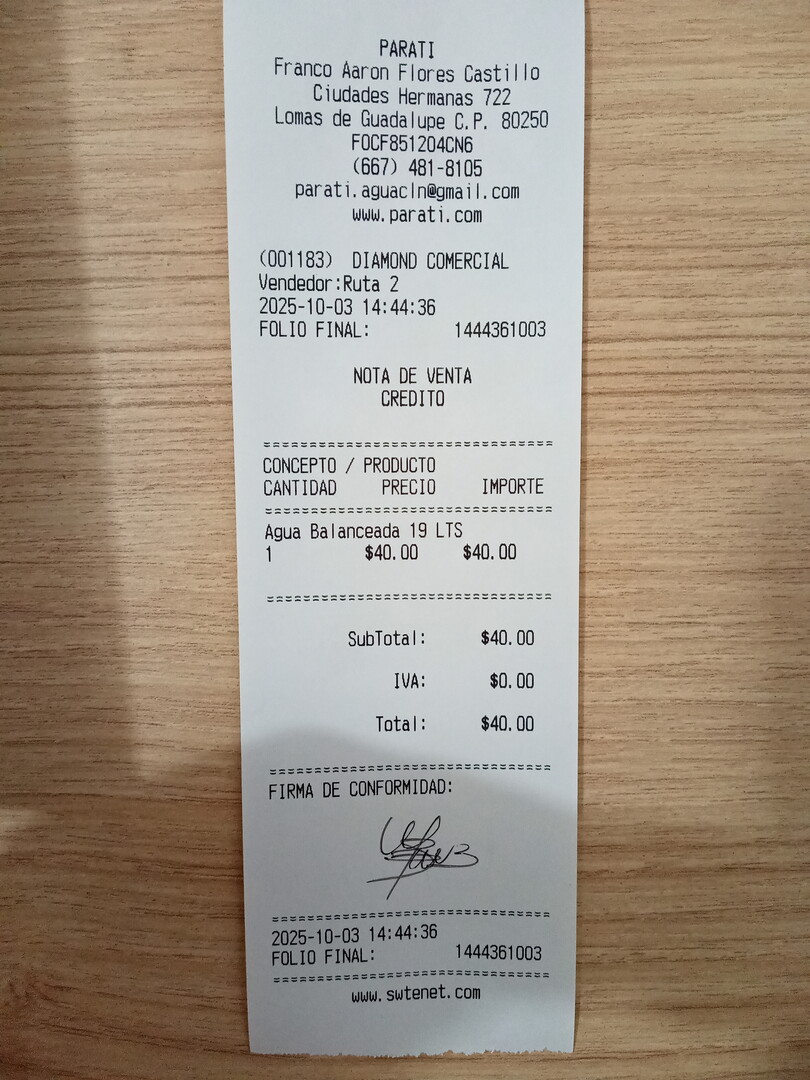 PARATI
Franco Aaron Flores Castillo
Ciudades Hermanas 722
Lomas de Guadalupe C.P. 80250
FOCF851204CN6
(667) 481-8105
parati.aguacln@gmail.com
www.parati.com
(001183) DIAMOND COMERCIAL
Vendedor:Ruta 2
2025-10-03 14:44:36
FOLIO FINAL: 1444361003
NOTA DE VENTA
CREDITO
CONCEPTO / PRODUCTO
CANTIDAD PRECIO IMPORTE
Agua Balanceada 19 LTS
1 $40.00 $40.00
SubTotal: $40.00
IVA: $0.00
Total: $40.00
FIRMA DE CONFORMIDAD:
2025-10-03 14:44:36
FOLIO FINAL: 1444361003
www.swtenet.com